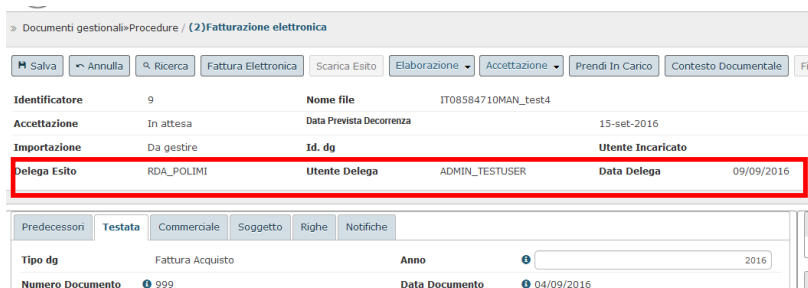 » Documenti gestionali»Procedure / (2)Fatturazione elettronica
Salva Annulla Ricerca Fattura Elettronica Scarica Esito Elaborazione Accettazione Prendi In Carico Contesto Documentale
Identificatore 9 Nome file IT08584710MAN_test4
Accettazione In attesa Data Prevista Decorrenza 15-set-2016
Importazione Da gestire Id. dg Utente Incaricato
Delega Esito RDA_POLIMI Utente Delega ADMIN_TESTUSER Data Delega 09/09/2016
Predecessori Testata Commerciale Soggetto Righe Notifiche
Tipo dg Fattura Acquisto Anno 2016
Numero Documento 999 Data Documento 04/09/2016